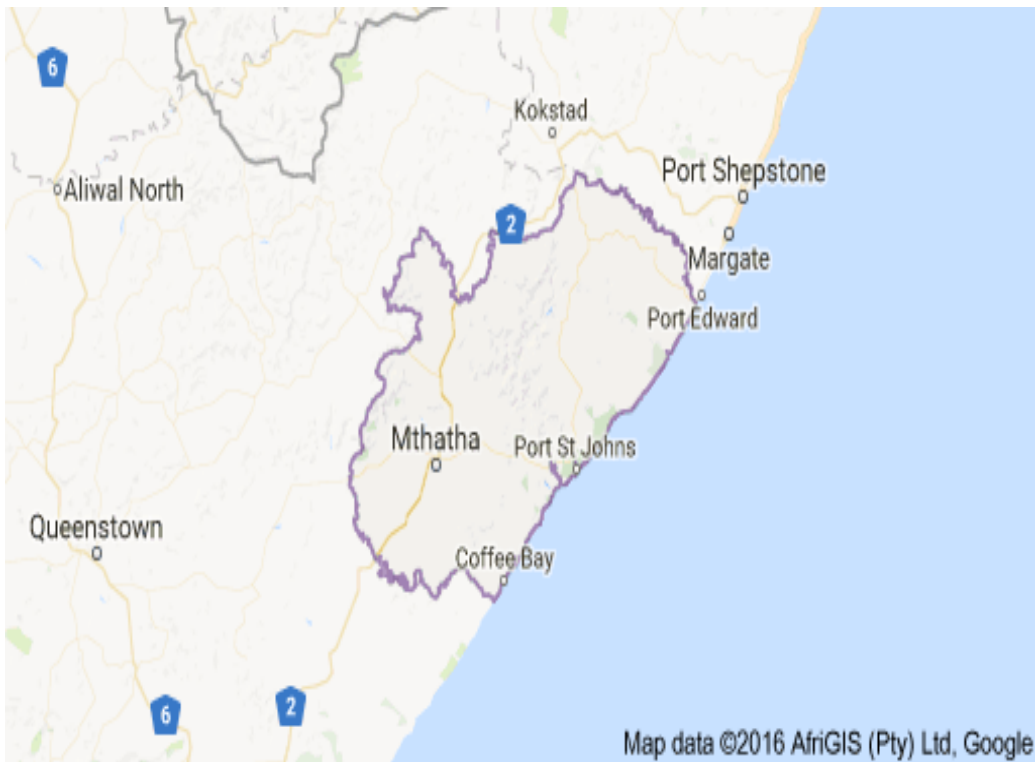 6
Kokstad
Port Shepstone
Aliwal North
2
Margate
Port Edward
Mthatha
Port St Johns
Queenstown
Coffee Bay
6
2
Map data ©2016 AfriGIS (Pty) Ltd, Google